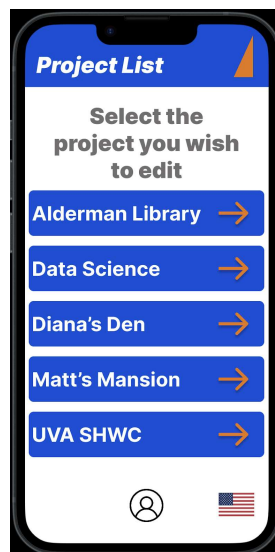 Project List
Select the
project you wish
to edit
Alderman Library
Data Science
Diana's Den
Matt's Mansion
UVA SHWC